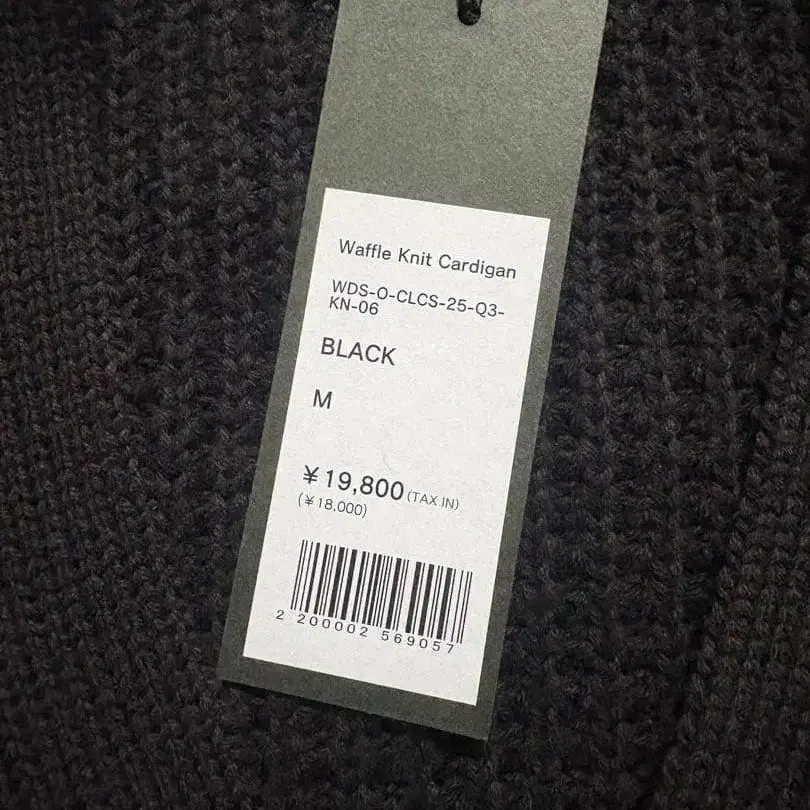 Waffle Knit Cardigan
WDS-O-CLCS-25-Q3-
KN-06
BLACK
M
¥19,800(TAX IN)
(¥18,000)
2 200002 569057